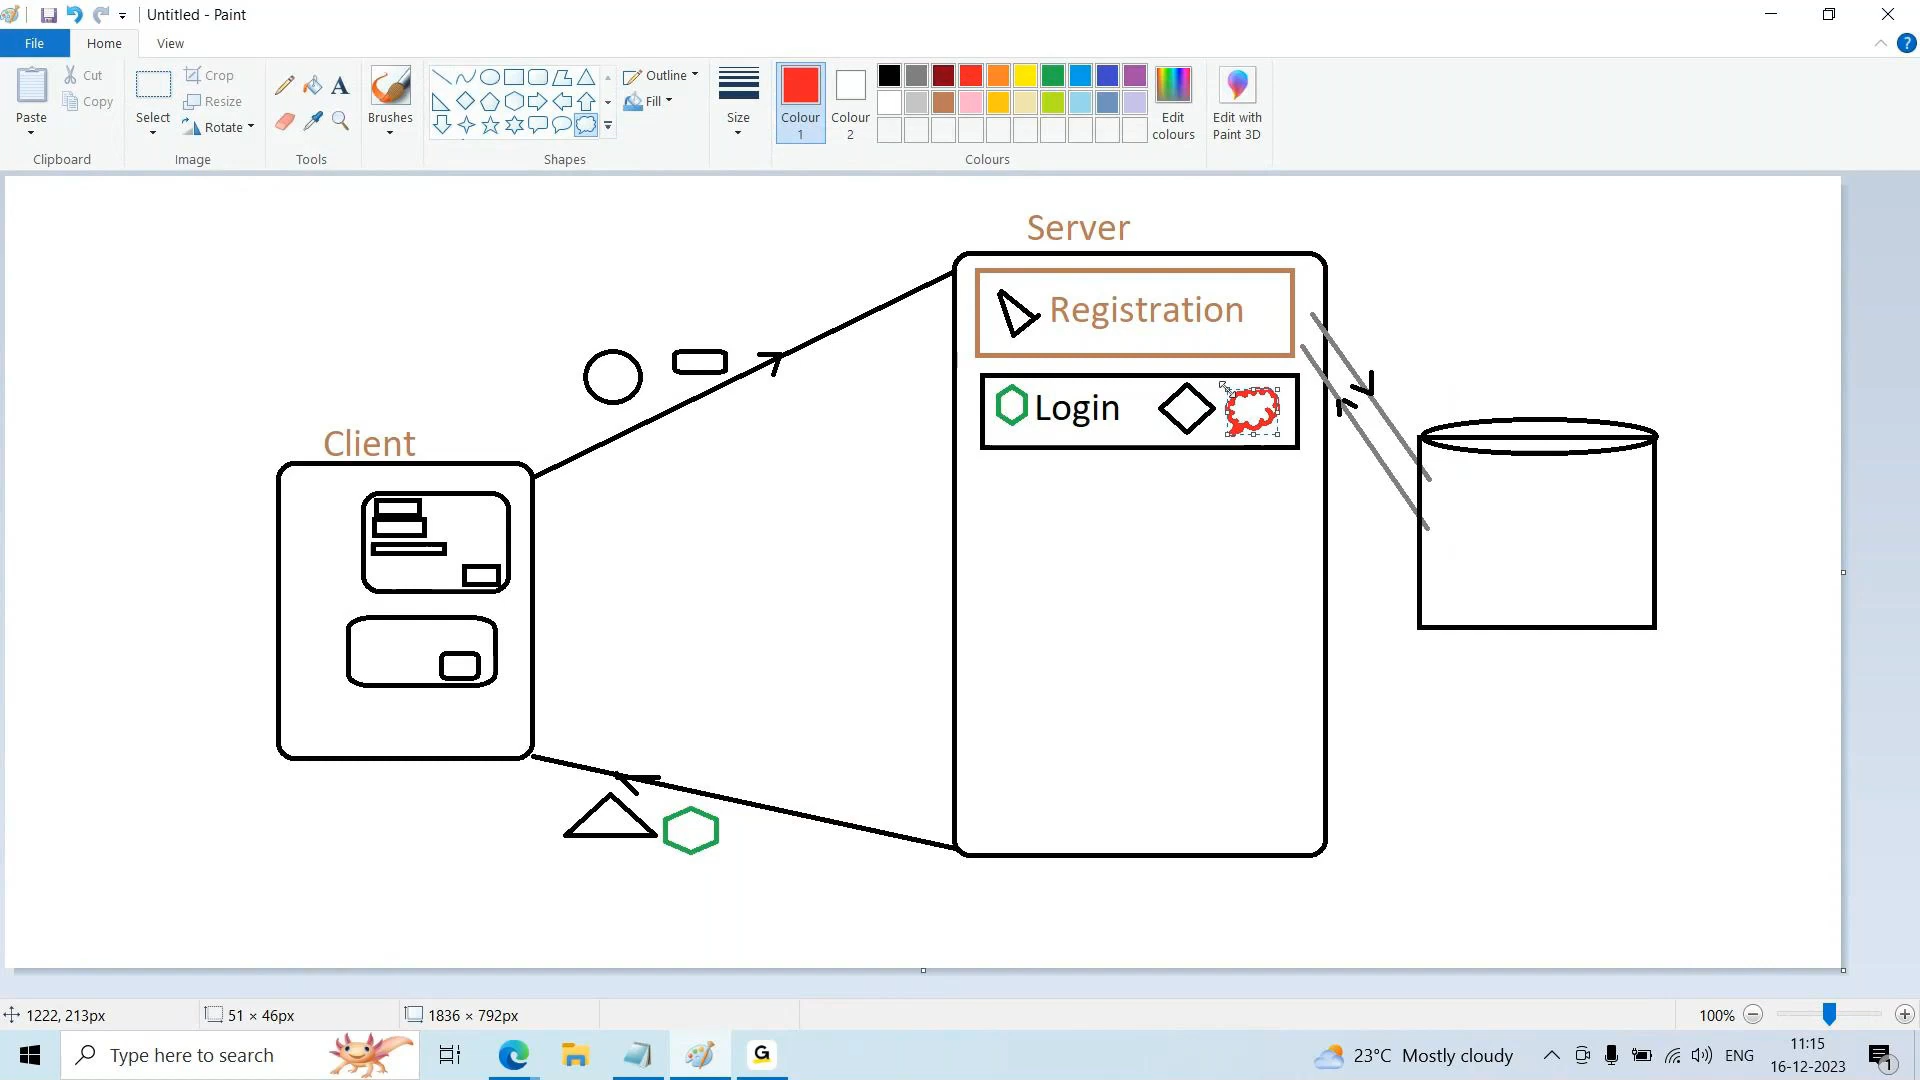 Untitled - Paint
File
Home
View
Paste
Cut
Copy
Clipboard
Select
Crop
Resize
Rotate
Image
Tools
Brushes
Shapes
Outline
Fill
Size
Colour 1
Colour 2
Edit colours
Colours
Edit with Paint 3D
Server
Registration
Login
Client
1222, 213px
51 × 46px
1836 × 792px
100%
Type here to search
23°C Mostly cloudy
ENG
11:15
16-12-2023
1